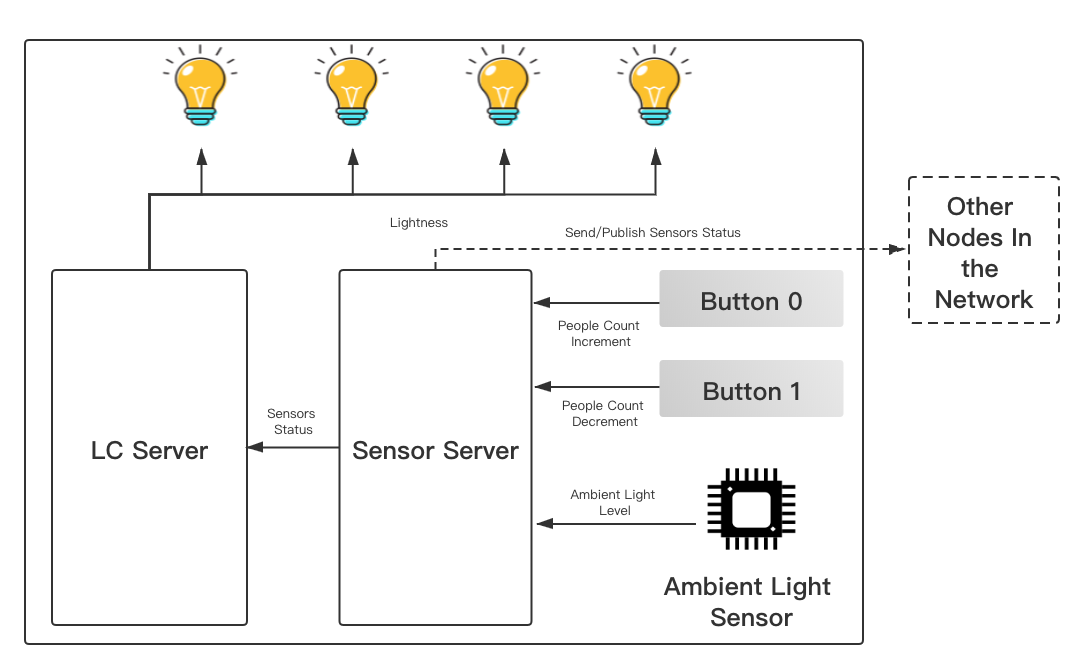 Lightness
Send/Publish Sensors Status
Other
Nodes In
the
Network
Button 0
People Count
Increment
Button 1
People Count
Decrement
Sensors
Status
LC Server
Sensor Server
Ambient Light
Level
Ambient Light
Sensor